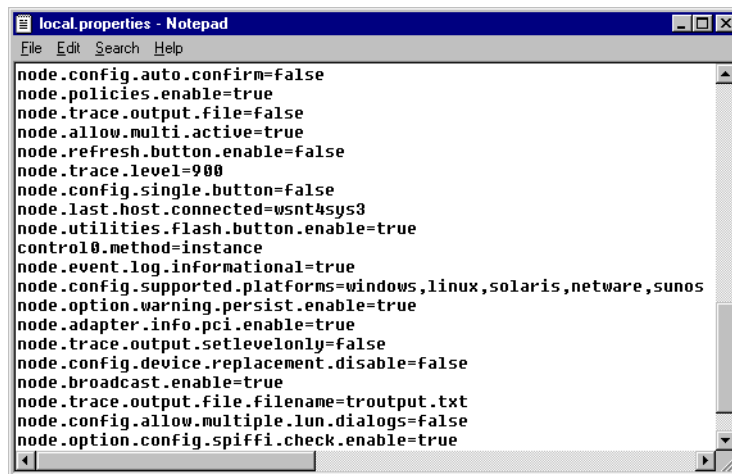 local.properties - Notepad
File Edit Search Help
node.config.auto.confirm=false
node.policies.enable=true
node.trace.output.file=false
node.allow.multi.active=true
node.refresh.button.enable=false
node.trace.level=900
node.config.single.button=false
node.last.host.connected=wsnt4sys3
node.utilities.flash.button.enable=true
control0.method=instance
node.event.log.informational=true
node.config.supported.platforms=windows,linux,solaris,netware,sunos
node.option.warning.persist.enable=true
node.adapter.info.pci.enable=true
node.trace.output.setlevelonly=false
node.config.device.replacement.disable=false
node.broadcast.enable=true
node.trace.output.file.filename=troutput.txt
node.config.allow.multiple.lun.dialogs=false
node.option.config.spiffi.check.enable=true